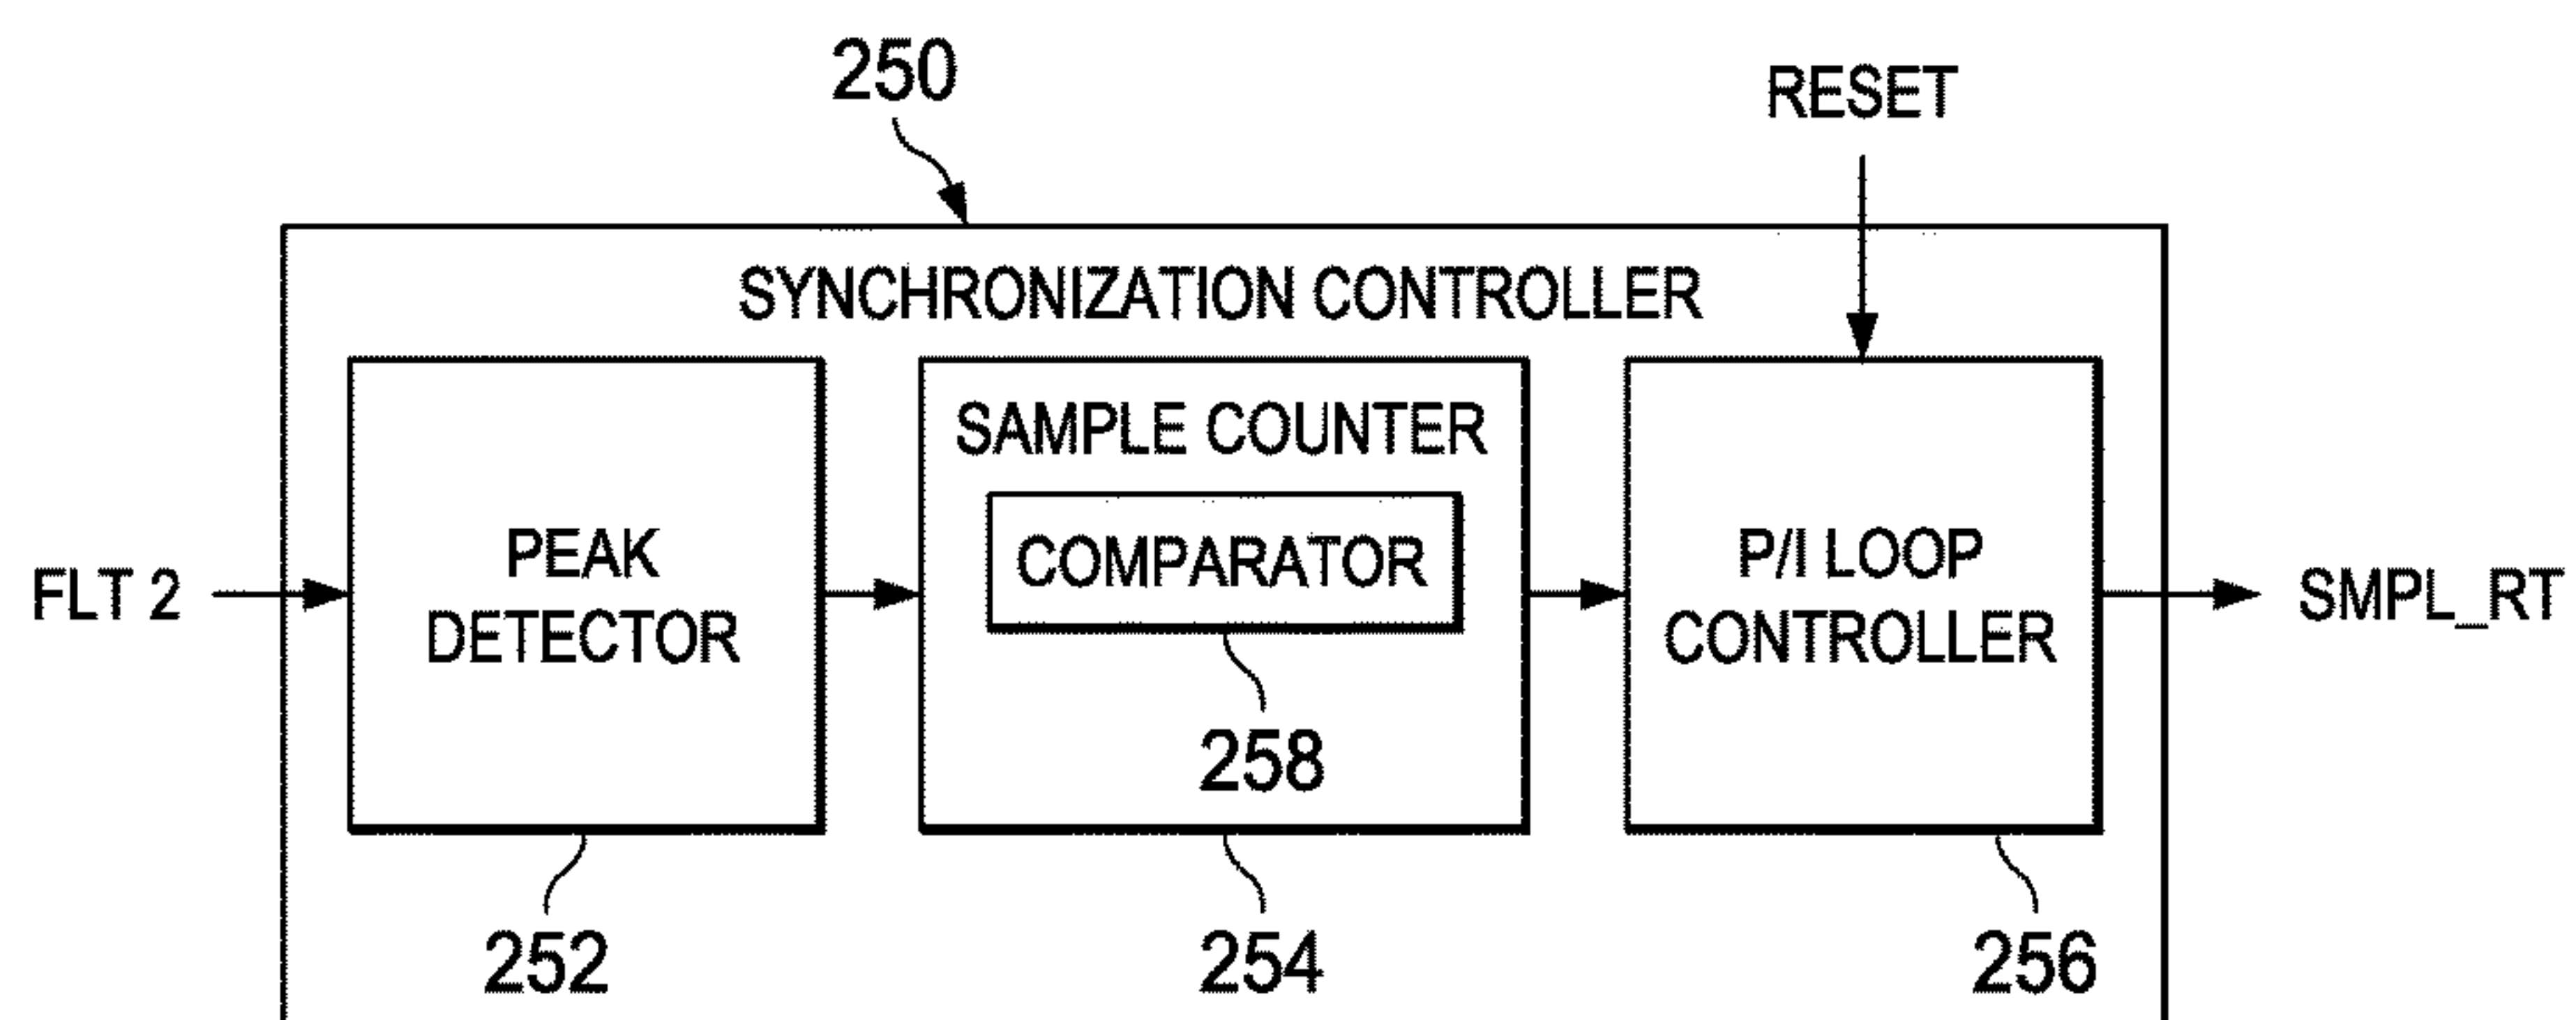 250
RESET
SYNCHRONIZATION CONTROLLER
FLT 2
PEAK
DETECTOR
252
SAMPLE COUNTER
COMPARATOR
258
254
P/I LOOP
CONTROLLER
256
SMPL_RT